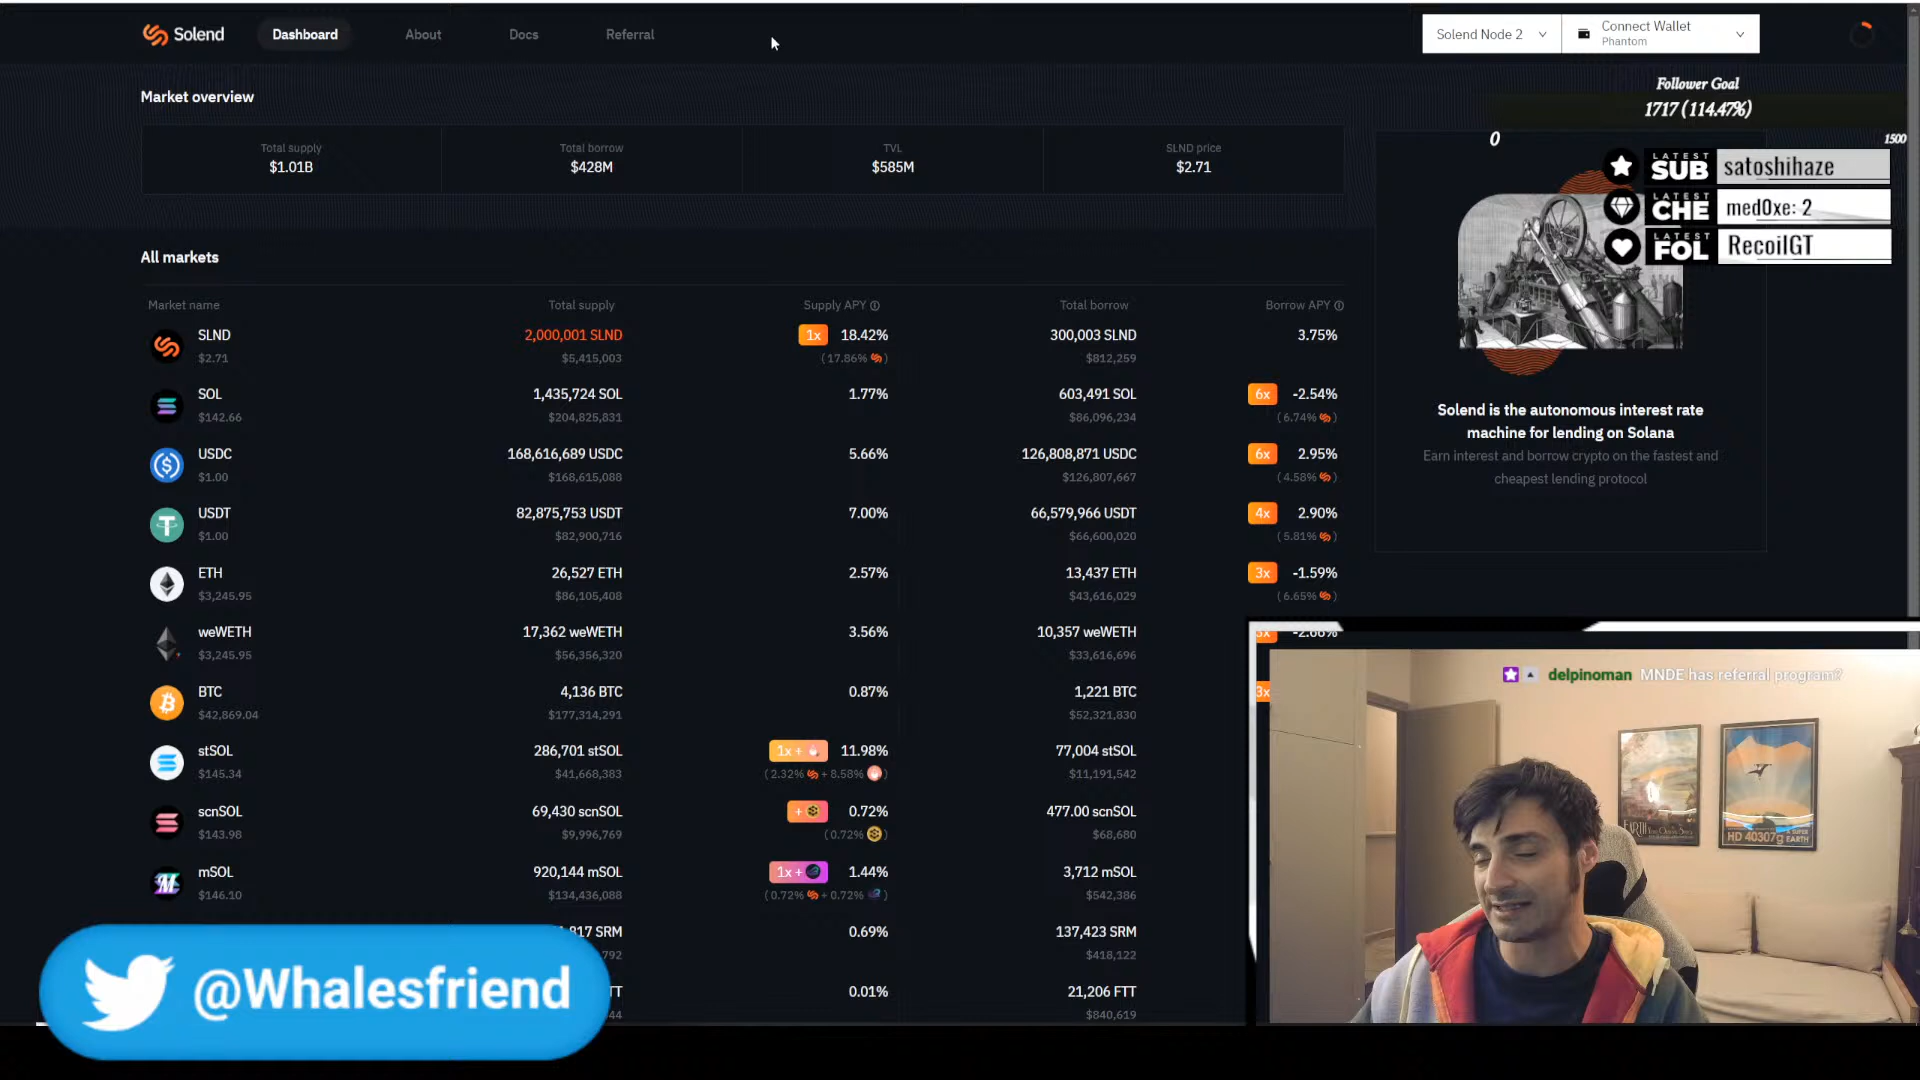 Solend
Dashboard
About
Docs
Referral
Solend Node 2
Connect Wallet
Phantom
Follower Goal
1717 (114.47%)
0
1500
LATEST SUB satoshihaze
LATEST CHE med0xe: 2
LATEST FOL RecoilGT
Market overview
Total supply
$1.01B
Total borrow
$428M
TVL
$585M
SLND price
$2.71
Solend is the autonomous interest rate
machine for lending on Solana
Earn interest and borrow crypto on the fastest and
cheapest lending protocol
All markets
Market name Total supply Supply APY Total borrow Borrow APY
SLND 2,000,001 SLND 1x 18.42% 300,003 SLND 3.75%
$2.71 $5,415,003 (17.86%) $812,259
SOL 1,435,724 SOL 1.77% 603,491 SOL 6x -2.54%
$142.66 $204,825,831 $86,096,234 (6.74%)
USDC 168,616,689 USDC 5.66% 126,808,871 USDC 6x 2.95%
$1.00 $168,615,088 $126,807,667 (4.58%)
USDT 82,875,753 USDT 7.00% 66,579,966 USDT 4x 2.90%
$1.00 $82,900,716 $66,600,020 (5.81%)
ETH 26,527 ETH 2.57% 13,437 ETH 3x -1.59%
$3,245.95 $86,105,408 $43,616,029 (6.65%)
weWETH 17,362 weWETH 3.56% 10,357 weWETH 3x -2.66%
$3,245.95 $56,356,320 $33,616,696
BTC 4,136 BTC 0.87% 1,221 BTC 3x
$42,869.04 $177,314,291 $52,321,830
stSOL 286,701 stSOL 1x + 11.98% 77,004 stSOL
$145.34 $41,668,383 (2.32% + 8.58%) $11,191,542
scnSOL 69,430 scnSOL + 0.72% 477.00 scnSOL
$143.98 $9,996,769 (0.72%) $68,680
mSOL 920,144 mSOL 1x + 1.44% 3,712 mSOL
$146.10 $134,436,088 (0.72% + 0.72%) $542,386
817 SRM 0.69% 137,423 SRM
792 $418,122
TT 0.01% 21,206 FTT
44 $840,619
delpinoman MNDE has referral program?
EARTH
HD 40307g
A SUPER
EARTH
@Whalesfriend